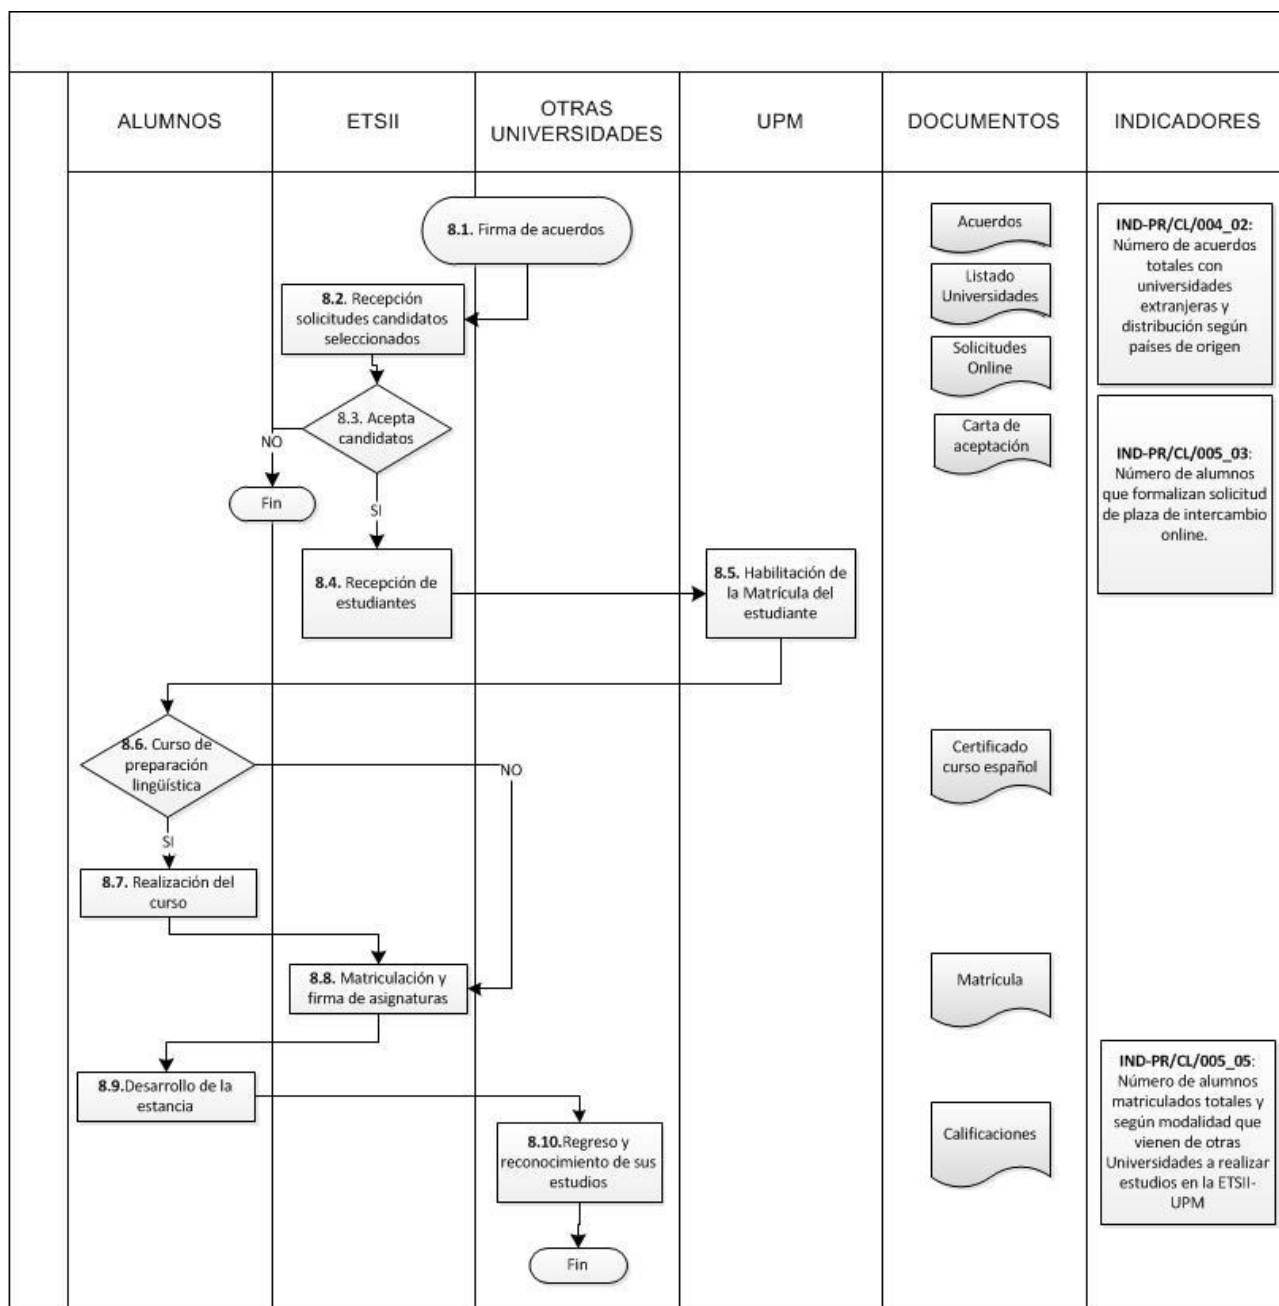 ALUMNOS
ETSII
OTRAS
UNIVERSIDADES
UPM
DOCUMENTOS
INDICADORES
8.1. Firma de acuerdos
Acuerdos
IND-PR/CL/004_02:
Número de acuerdos
totales con
universidades
extranjeras y
distribución según
países de origen
8.2. Recepción
solicitudes candidatos
seleccionados
Listado
Universidades
Solicitudes
Online
8.3. Acepta
candidatos
NO
Fin
SI
Carta de
aceptación
IND-PR/CL/005_03:
Número de alumnos
que formalizan solicitud
de plaza de intercambio
online.
8.4. Recepción de
estudiantes
8.5. Habilitación de
la Matrícula del
estudiante
8.6. Curso de
preparación
lingüística
NO
SI
Certificado
curso español
8.7. Realización del
curso
8.8. Matriculación y
firma de asignaturas
Matrícula
8.9.Desarrollo de la
estancia
8.10.Regreso y
reconocimiento de sus
estudios
Fin
Calificaciones
IND-PR/CL/005_05:
Número de alumnos
matriculados totales y
según modalidad que
vienen de otras
Universidades a realizar
estudios en la ETSII-
UPM